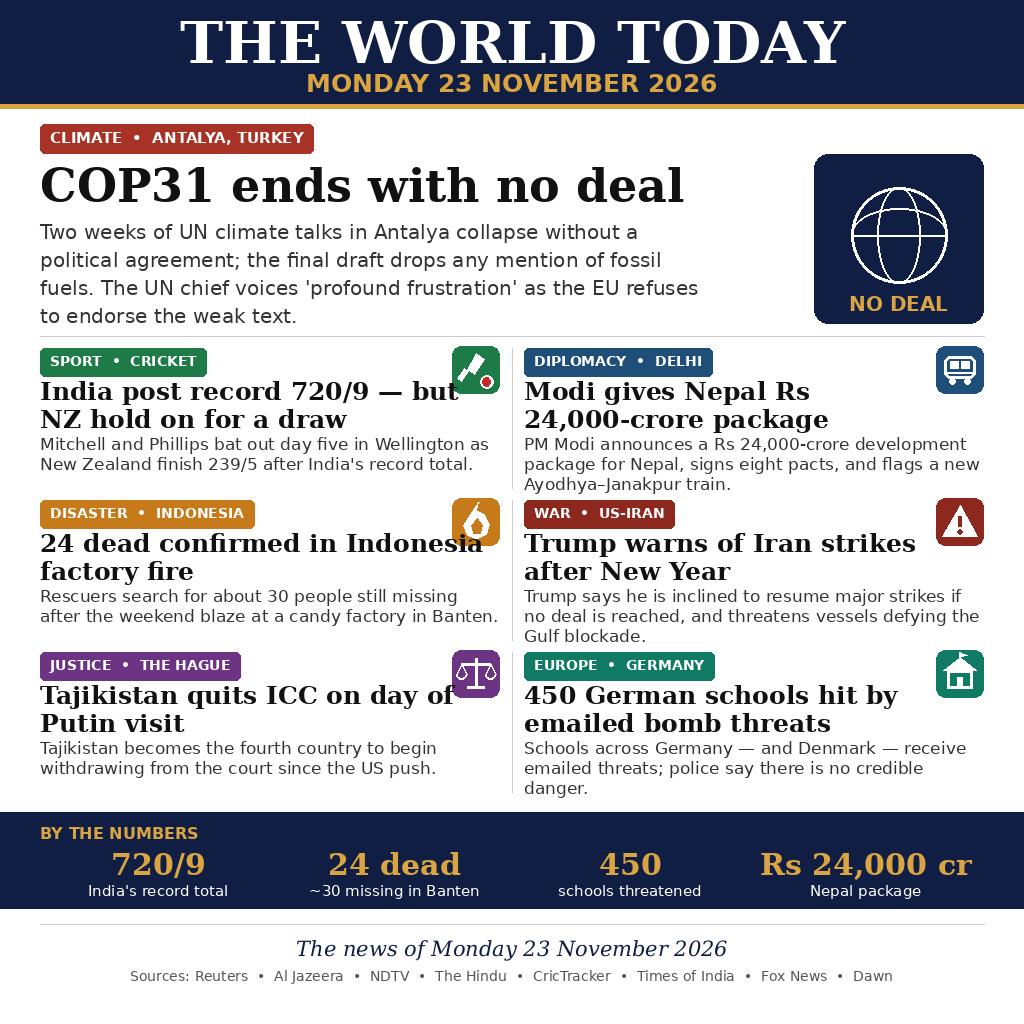 THE WORLD TODAY
MONDAY 23 NOVEMBER 2026
CLIMATE • ANTALYA, TURKEY
COP31 ends with no deal
Two weeks of UN climate talks in Antalya collapse without a
political agreement; the final draft drops any mention of fossil
fuels. The UN chief voices 'profound frustration' as the EU refuses
to endorse the weak text.
NO DEAL
SPORT • CRICKET
India post record 720/9 — but
NZ hold on for a draw
Mitchell and Phillips bat out day five in Wellington as
New Zealand finish 239/5 after India's record total.
DIPLOMACY • DELHI
Modi gives Nepal Rs
24,000-crore package
PM Modi announces a Rs 24,000-crore development
package for Nepal, signs eight pacts, and flags a new
Ayodhya–Janakpur train.
DISASTER • INDONESIA
24 dead confirmed in Indonesia
factory fire
Rescuers search for about 30 people still missing
after the weekend blaze at a candy factory in Banten.
WAR • US-IRAN
Trump warns of Iran strikes
after New Year
Trump says he is inclined to resume major strikes if
no deal is reached, and threatens vessels defying the
Gulf blockade.
JUSTICE • THE HAGUE
Tajikistan quits ICC on day of
Putin visit
Tajikistan becomes the fourth country to begin
withdrawing from the court since the US push.
EUROPE • GERMANY
450 German schools hit by
emailed bomb threats
Schools across Germany — and Denmark — receive
emailed threats; police say there is no credible
danger.
BY THE NUMBERS
720/9
India's record total
24 dead
~30 missing in Banten
450
schools threatened
Rs 24,000 cr
Nepal package
The news of Monday 23 November 2026
Sources: Reuters • Al Jazeera • NDTV • The Hindu • CricTracker • Times of India • Fox News • Dawn